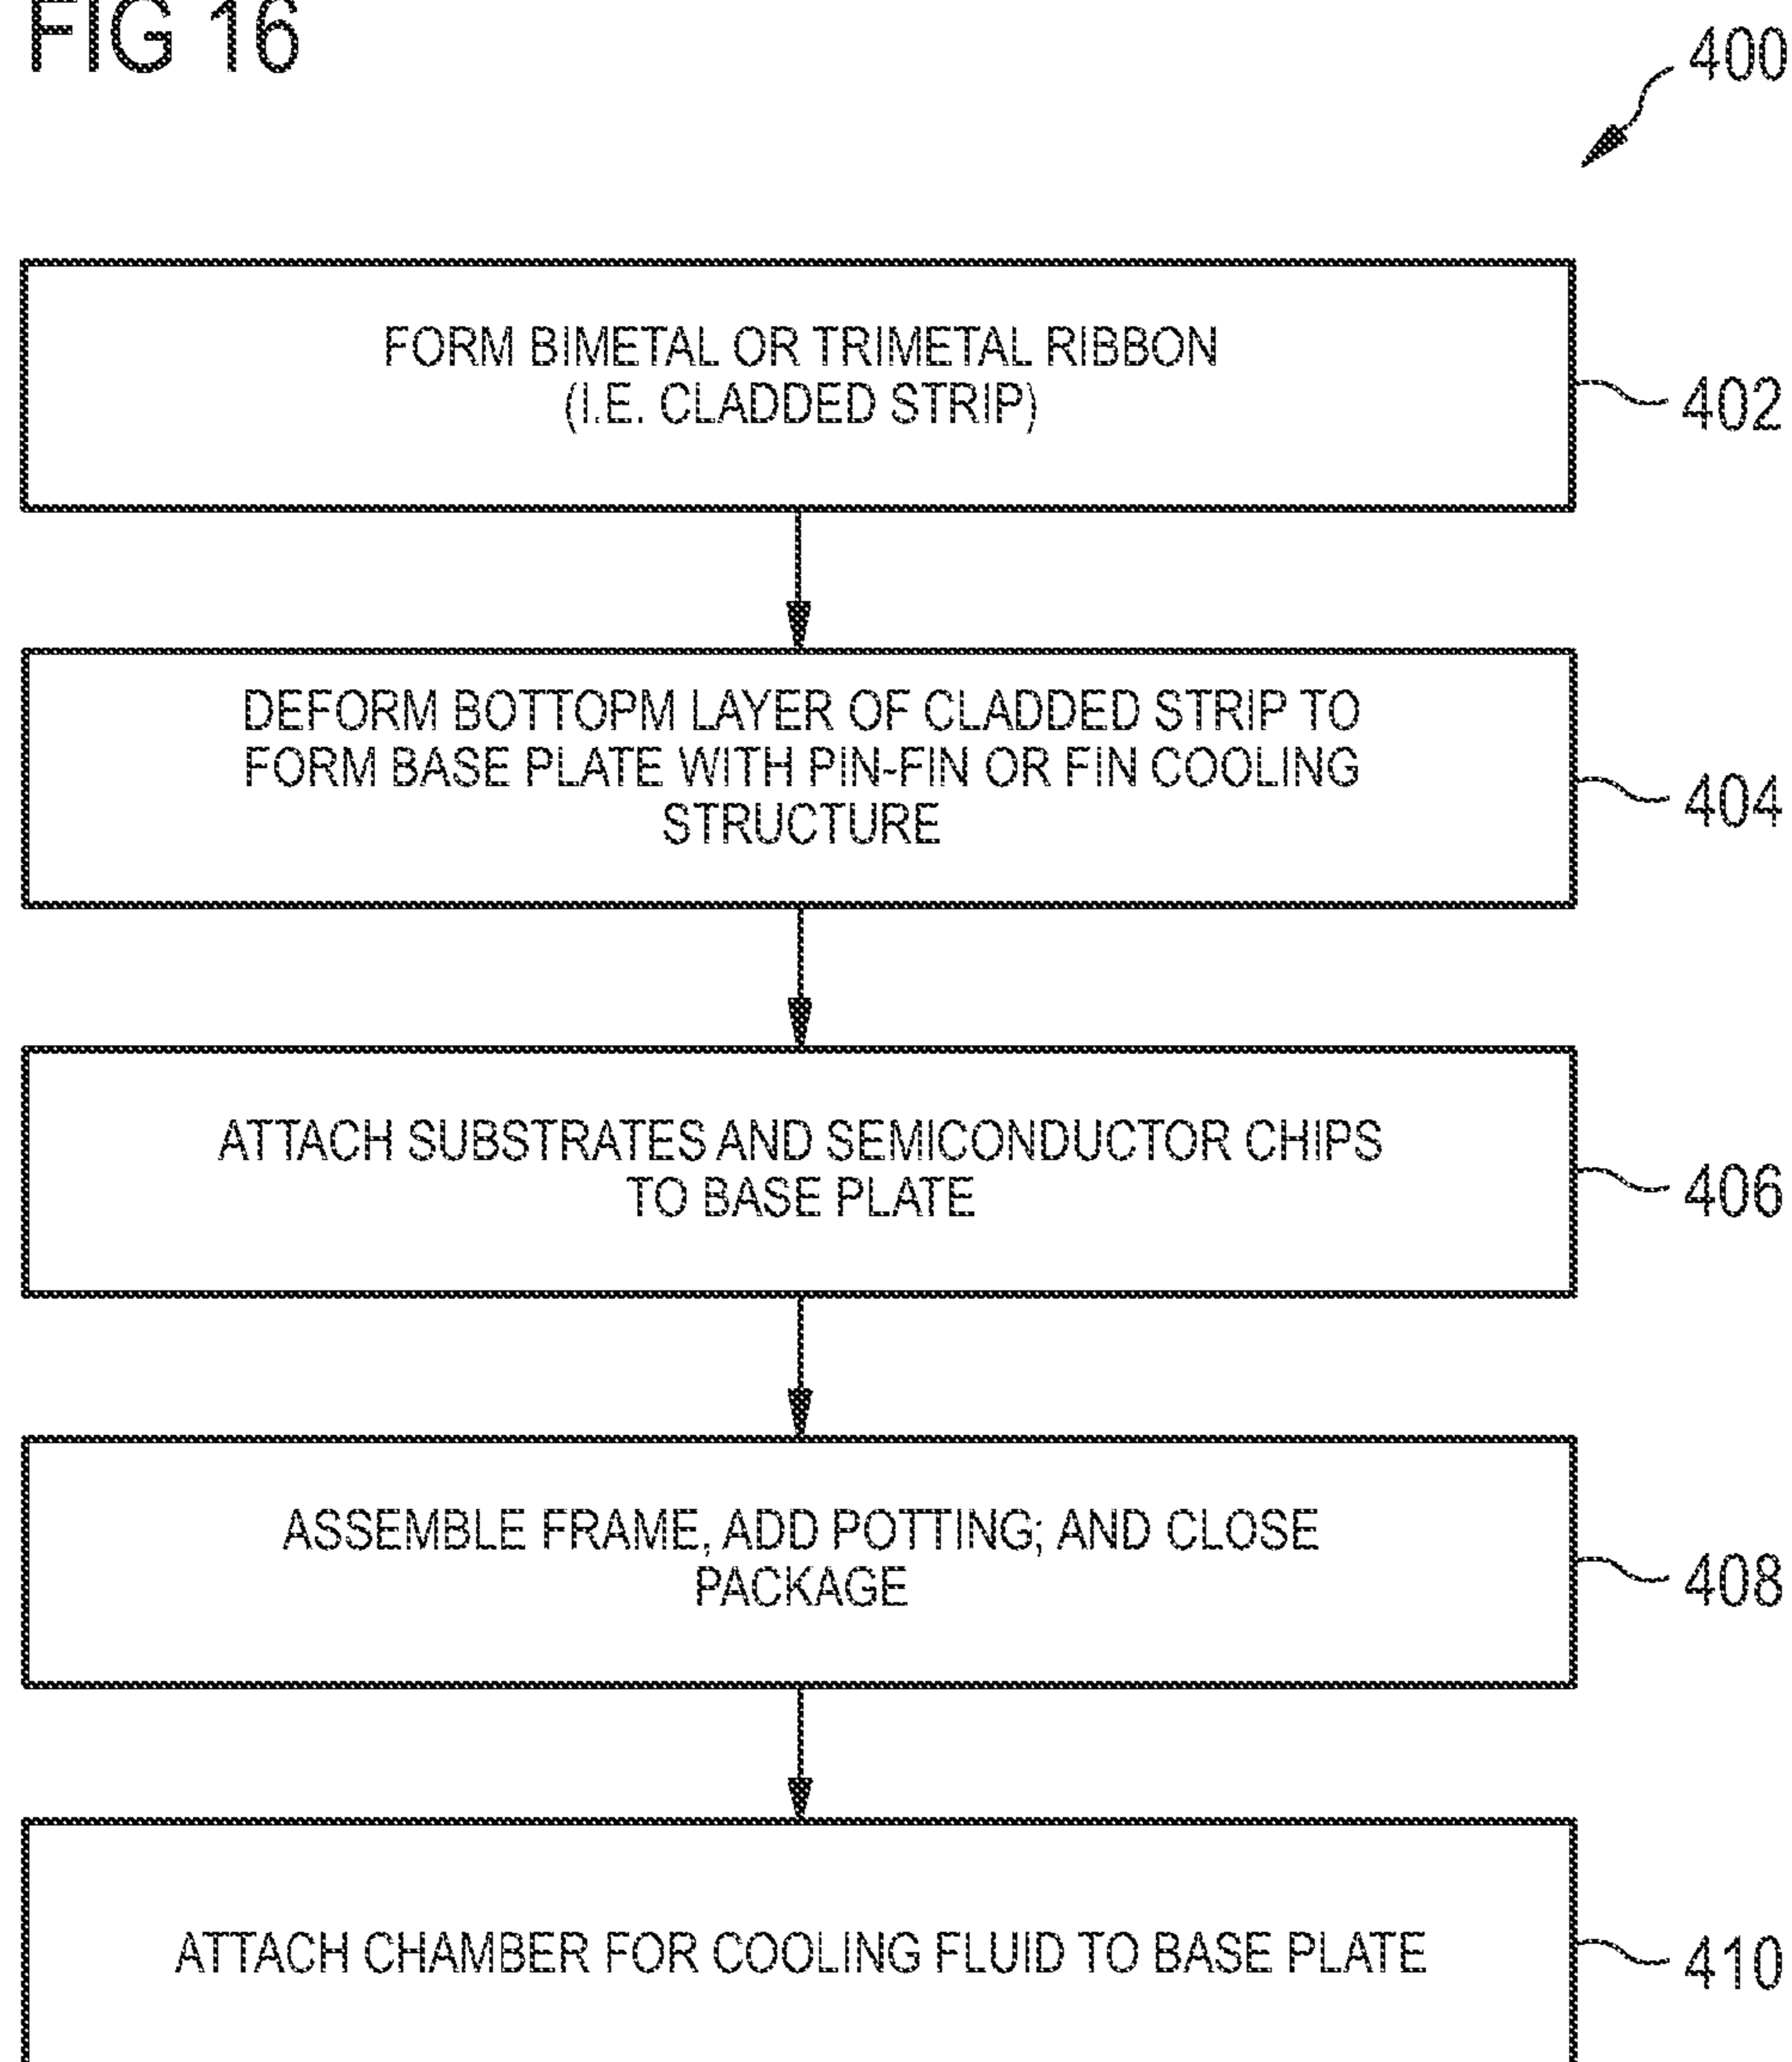 FIG 16
400
FORM BIMETAL OR TRIMETAL RIBBON
(I.E. CLADDED STRIP)
402
DEFORM BOTTOPM LAYER OF CLADDED STRIP TO
FORM BASE PLATE WITH PIN-FIN OR FIN COOLING
STRUCTURE
404
ATTACH SUBSTRATES AND SEMICONDUCTOR CHIPS
TO BASE PLATE
406
ASSEMBLE FRAME, ADD POTTING; AND CLOSE
PACKAGE
408
ATTACH CHAMBER FOR COOLING FLUID TO BASE PLATE
410